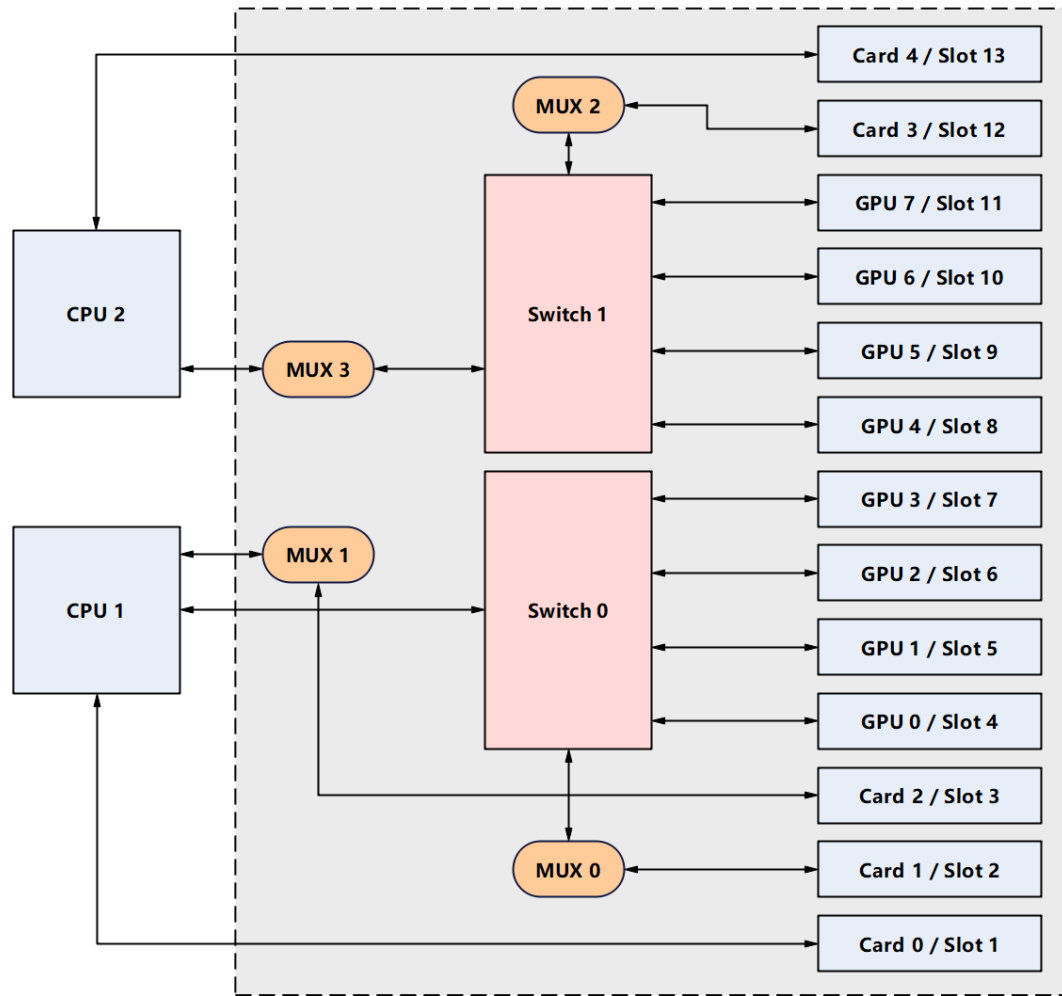 Card 4 / Slot 13
MUX 2
Card 3 / Slot 12
GPU 7 / Slot 11
GPU 6 / Slot 10
CPU 2
Switch 1
GPU 5 / Slot 9
MUX 3
GPU 4 / Slot 8
GPU 3 / Slot 7
MUX 1
GPU 2 / Slot 6
CPU 1
Switch 0
GPU 1 / Slot 5
GPU 0 / Slot 4
Card 2 / Slot 3
MUX 0
Card 1 / Slot 2
Card 0 / Slot 1